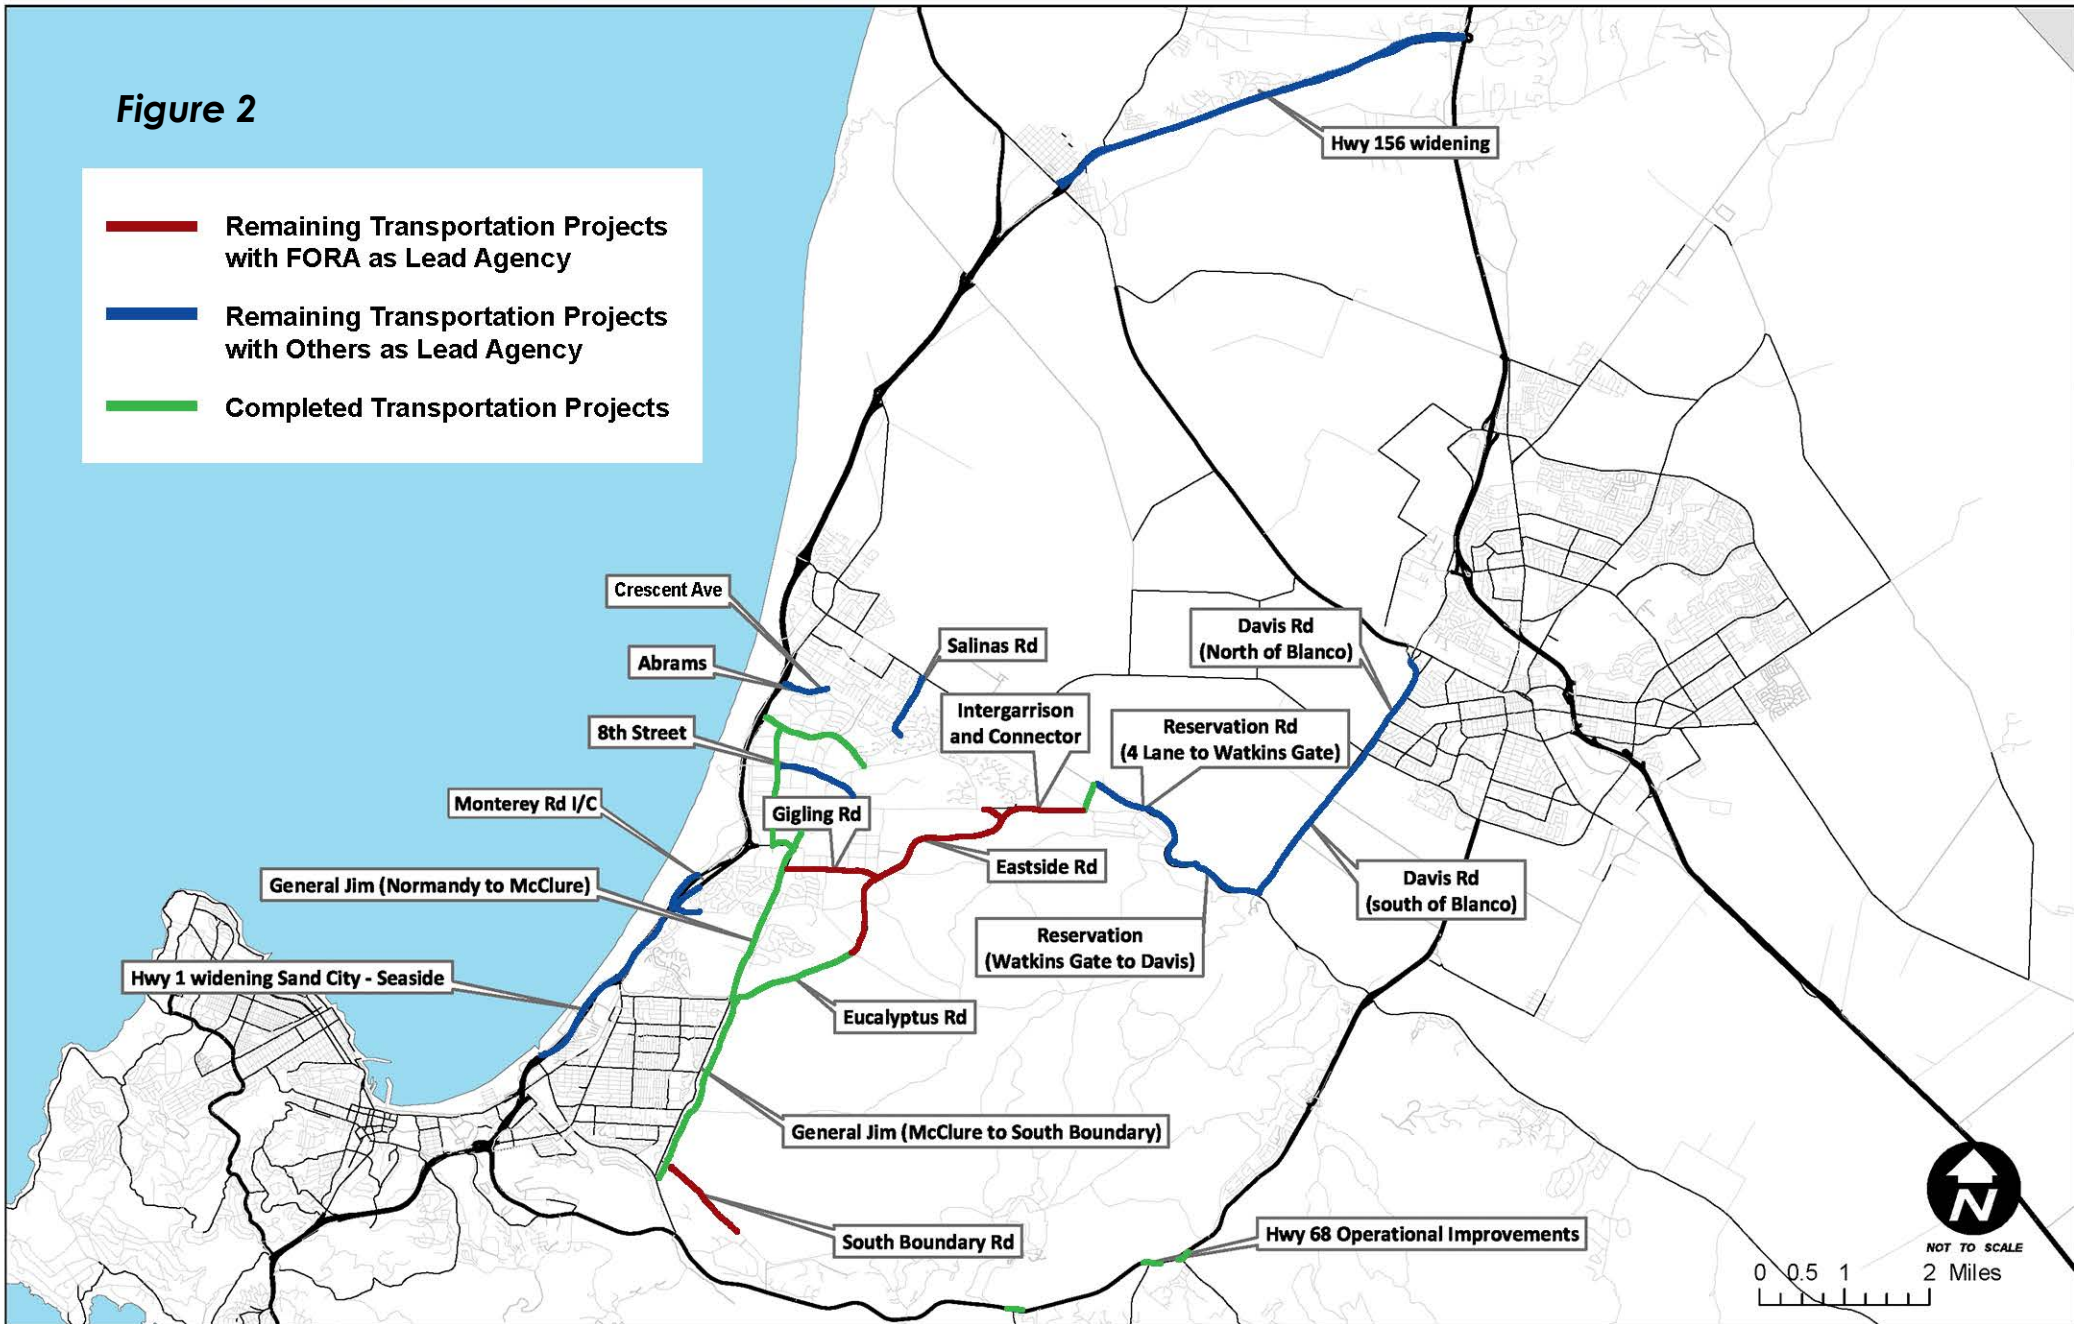 Figure 2
Remaining Transportation Projects
with FORA as Lead Agency
Remaining Transportation Projects
with Others as Lead Agency
Completed Transportation Projects
Hwy 156 widening
Crescent Ave
Abrams
Salinas Rd
Davis Rd
(North of Blanco)
8th Street
Intergarrison
and Connector
Reservation Rd
(4 Lane to Watkins Gate)
Monterey Rd I/C
Gigling Rd
General Jim (Normandy to McClure)
Eastside Rd
Davis Rd
(south of Blanco)
Reservation
(Watkins Gate to Davis)
Hwy 1 widening Sand City - Seaside
Eucalyptus Rd
General Jim (McClure to South Boundary)
South Boundary Rd
Hwy 68 Operational Improvements
N
NOT TO SCALE
0 0.5 1 2 Miles